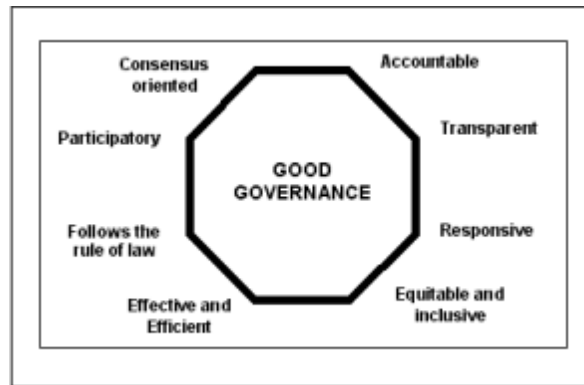 Consensus
oriented
Accountable
Participatory
Transparent
GOOD
GOVERNANCE
Follows the
rule of law
Responsive
Effective and
Efficient
Equitable and
inclusive